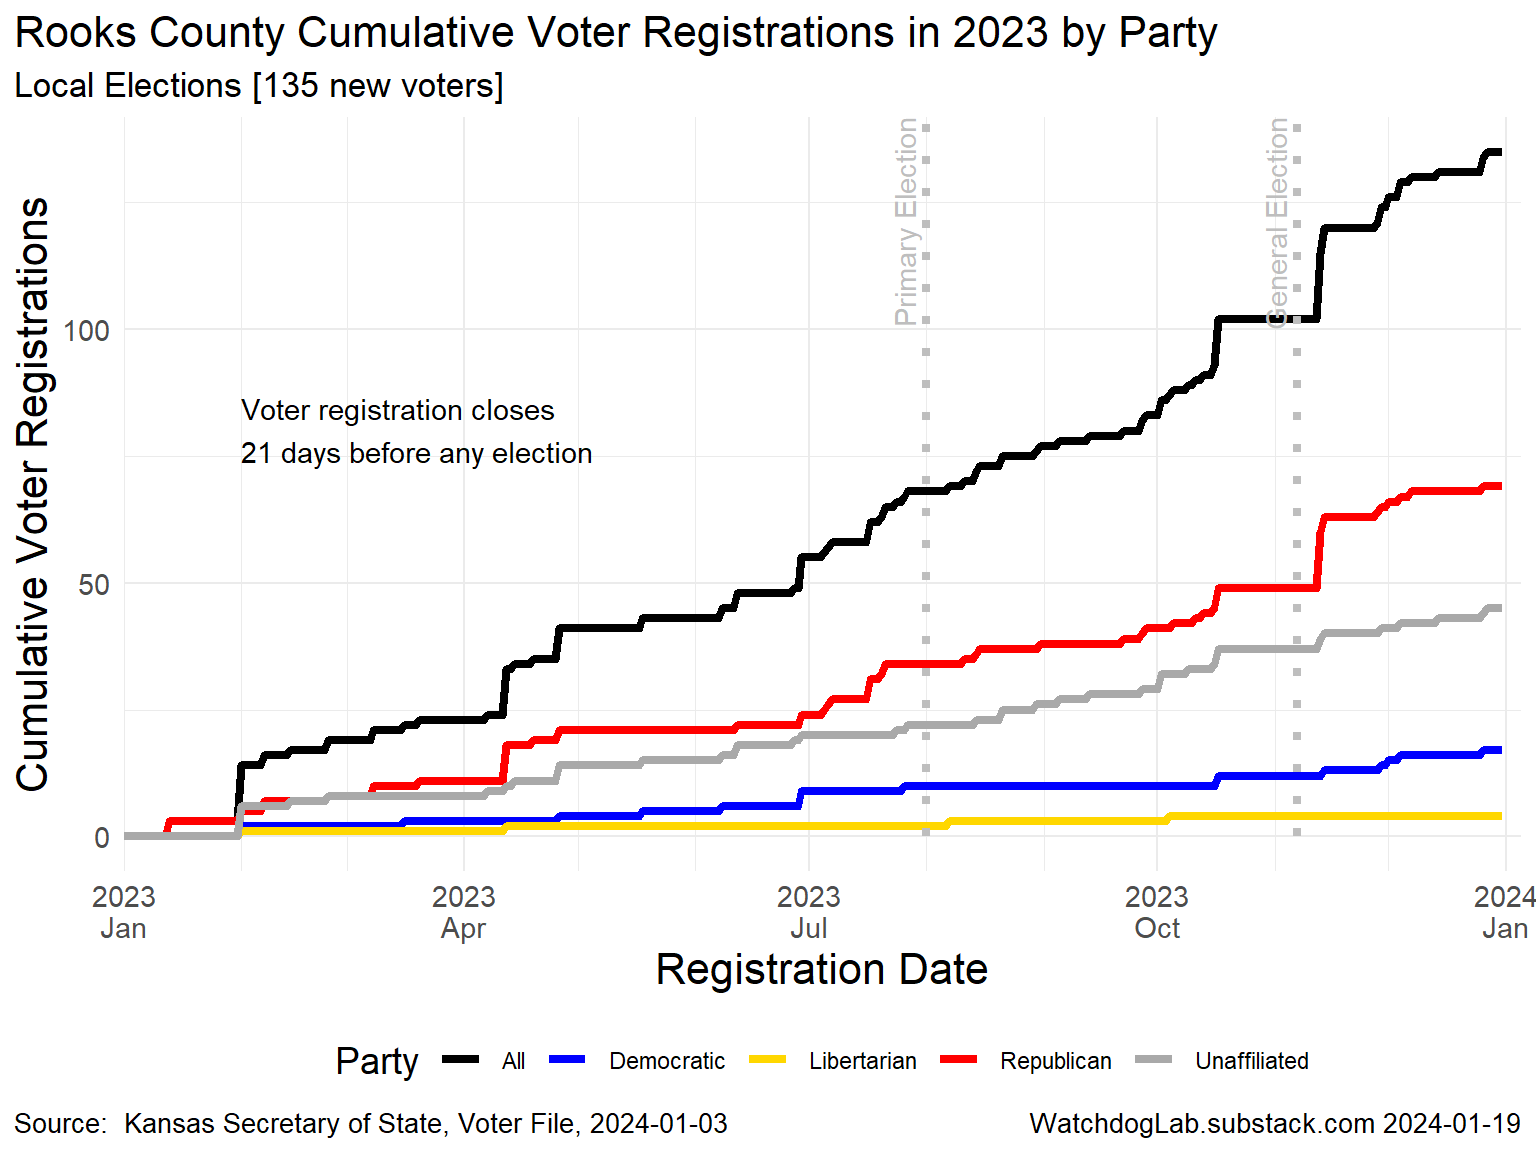 Rooks County Cumulative Voter Registrations in 2023 by Party
Local Elections [135 new voters]
Cumulative Voter Registrations
100
50
0
Primary Election
General Election
Voter registration closes
21 days before any election
2023 2023 2023 2023 2024
Jan Apr Jul Oct Jan
Registration Date
Party All Democratic Libertarian Republican Unaffiliated
Source:  Kansas Secretary of State, Voter File, 2024-01-03
WatchdogLab.substack.com 2024-01-19